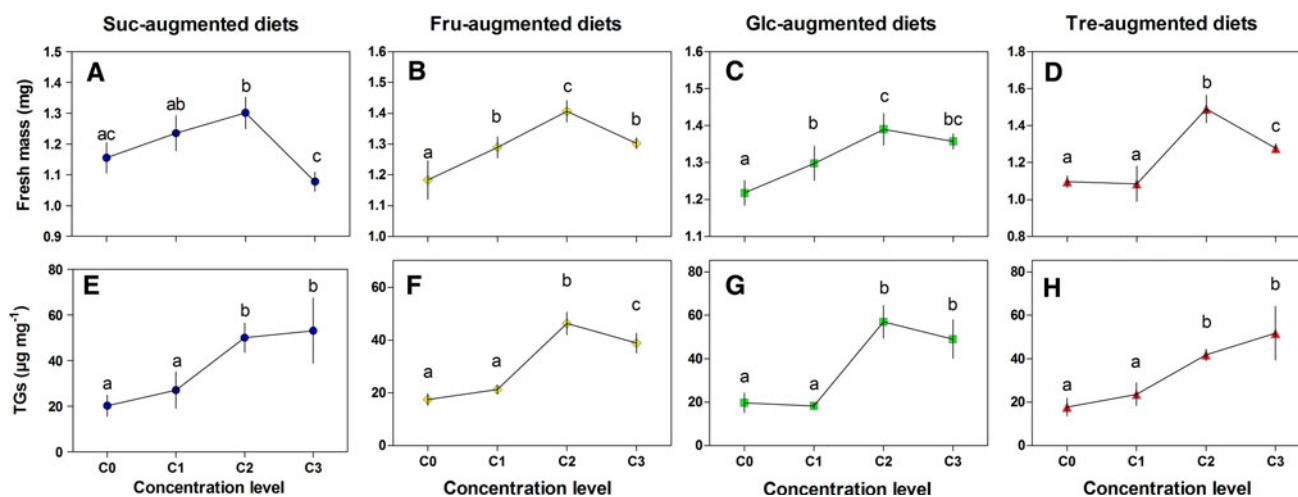 Suc-augmented diets Fru-augmented diets Glc-augmented diets Tre-augmented diets
Fresh mass (mg)
1.5
1.4
1.3
1.2
1.1
1.0
0.9
A
ac
ab
b
c
1.6
1.5
1.4
1.3
1.2
1.1
1.0
B
a
b
c
b
1.6
1.5
1.4
1.3
1.2
1.1
C
a
b
c
bc
1.8
1.6
1.4
1.2
1.0
0.8
D
a
a
b
c
TGs (µg mg-1)
80
60
40
20
0
E
a
a
b
b
60
40
20
0
F
a
a
b
c
80
60
40
20
0
G
a
a
b
b
80
60
40
20
0
H
a
a
b
b
C0 C1 C2 C3 C0 C1 C2 C3 C0 C1 C2 C3 C0 C1 C2 C3
Concentration level Concentration level Concentration level Concentration level